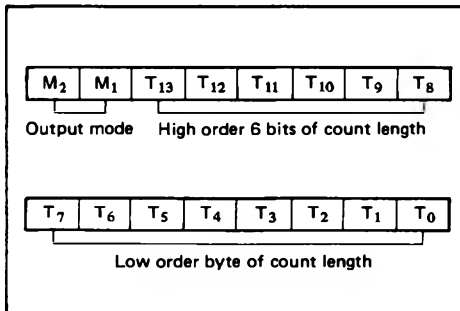 M₂ M₁ T₁₃ T₁₂ T₁₁ T₁₀ T₉ T₈
Output mode High order 6 bits of count length
T₇ T₆ T₅ T₄ T₃ T₂ T₁ T₀
Low order byte of count length